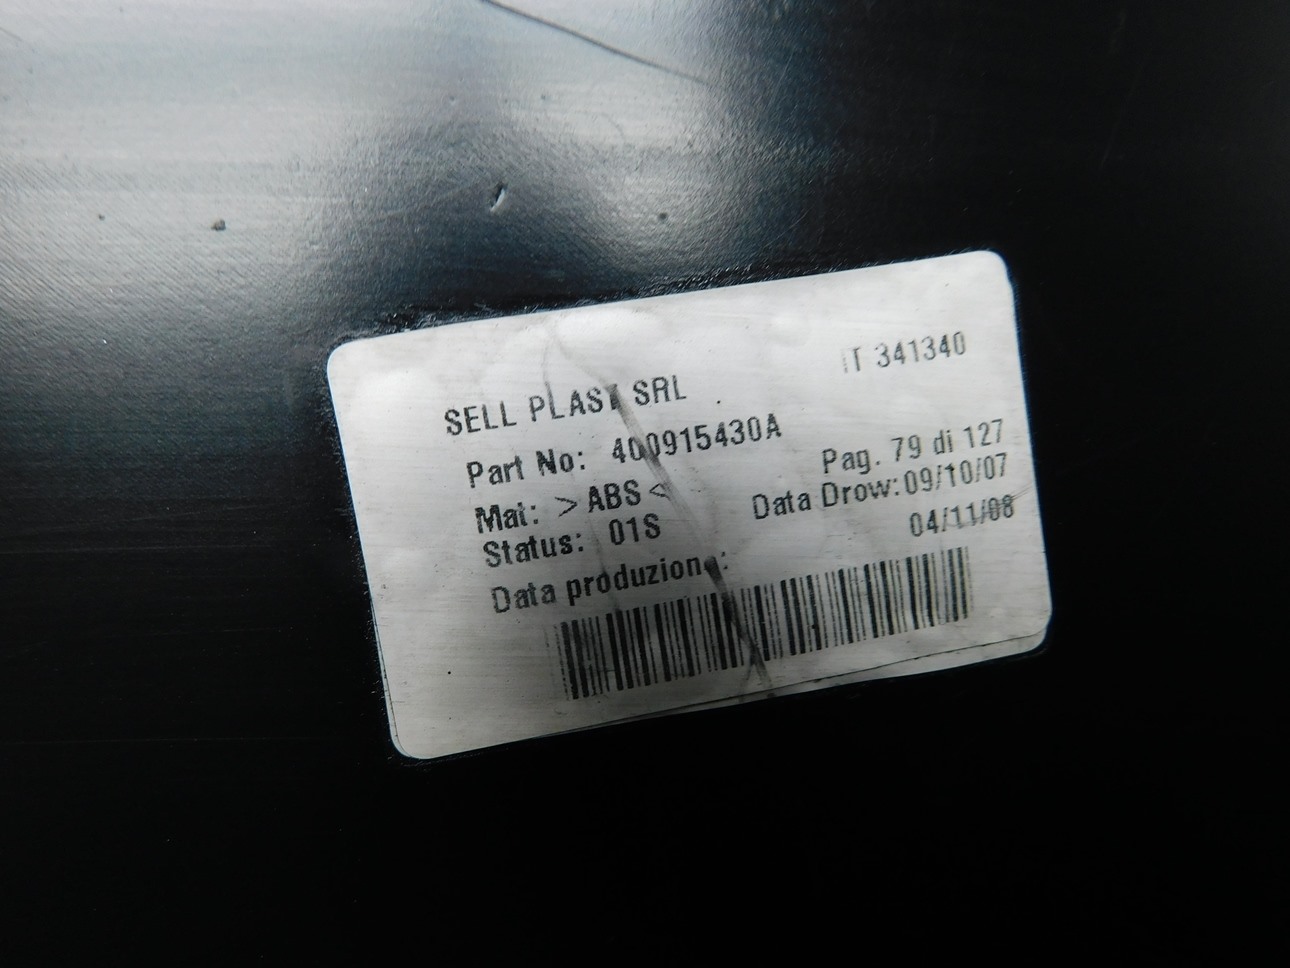 IT 341340
SELL PLAST SRL
Part No: 400915430A
Pag. 79 di 127
Mat: >ABS<
Data Drow:09/10/07
Status: 01S
04/11/08
Data produzione: